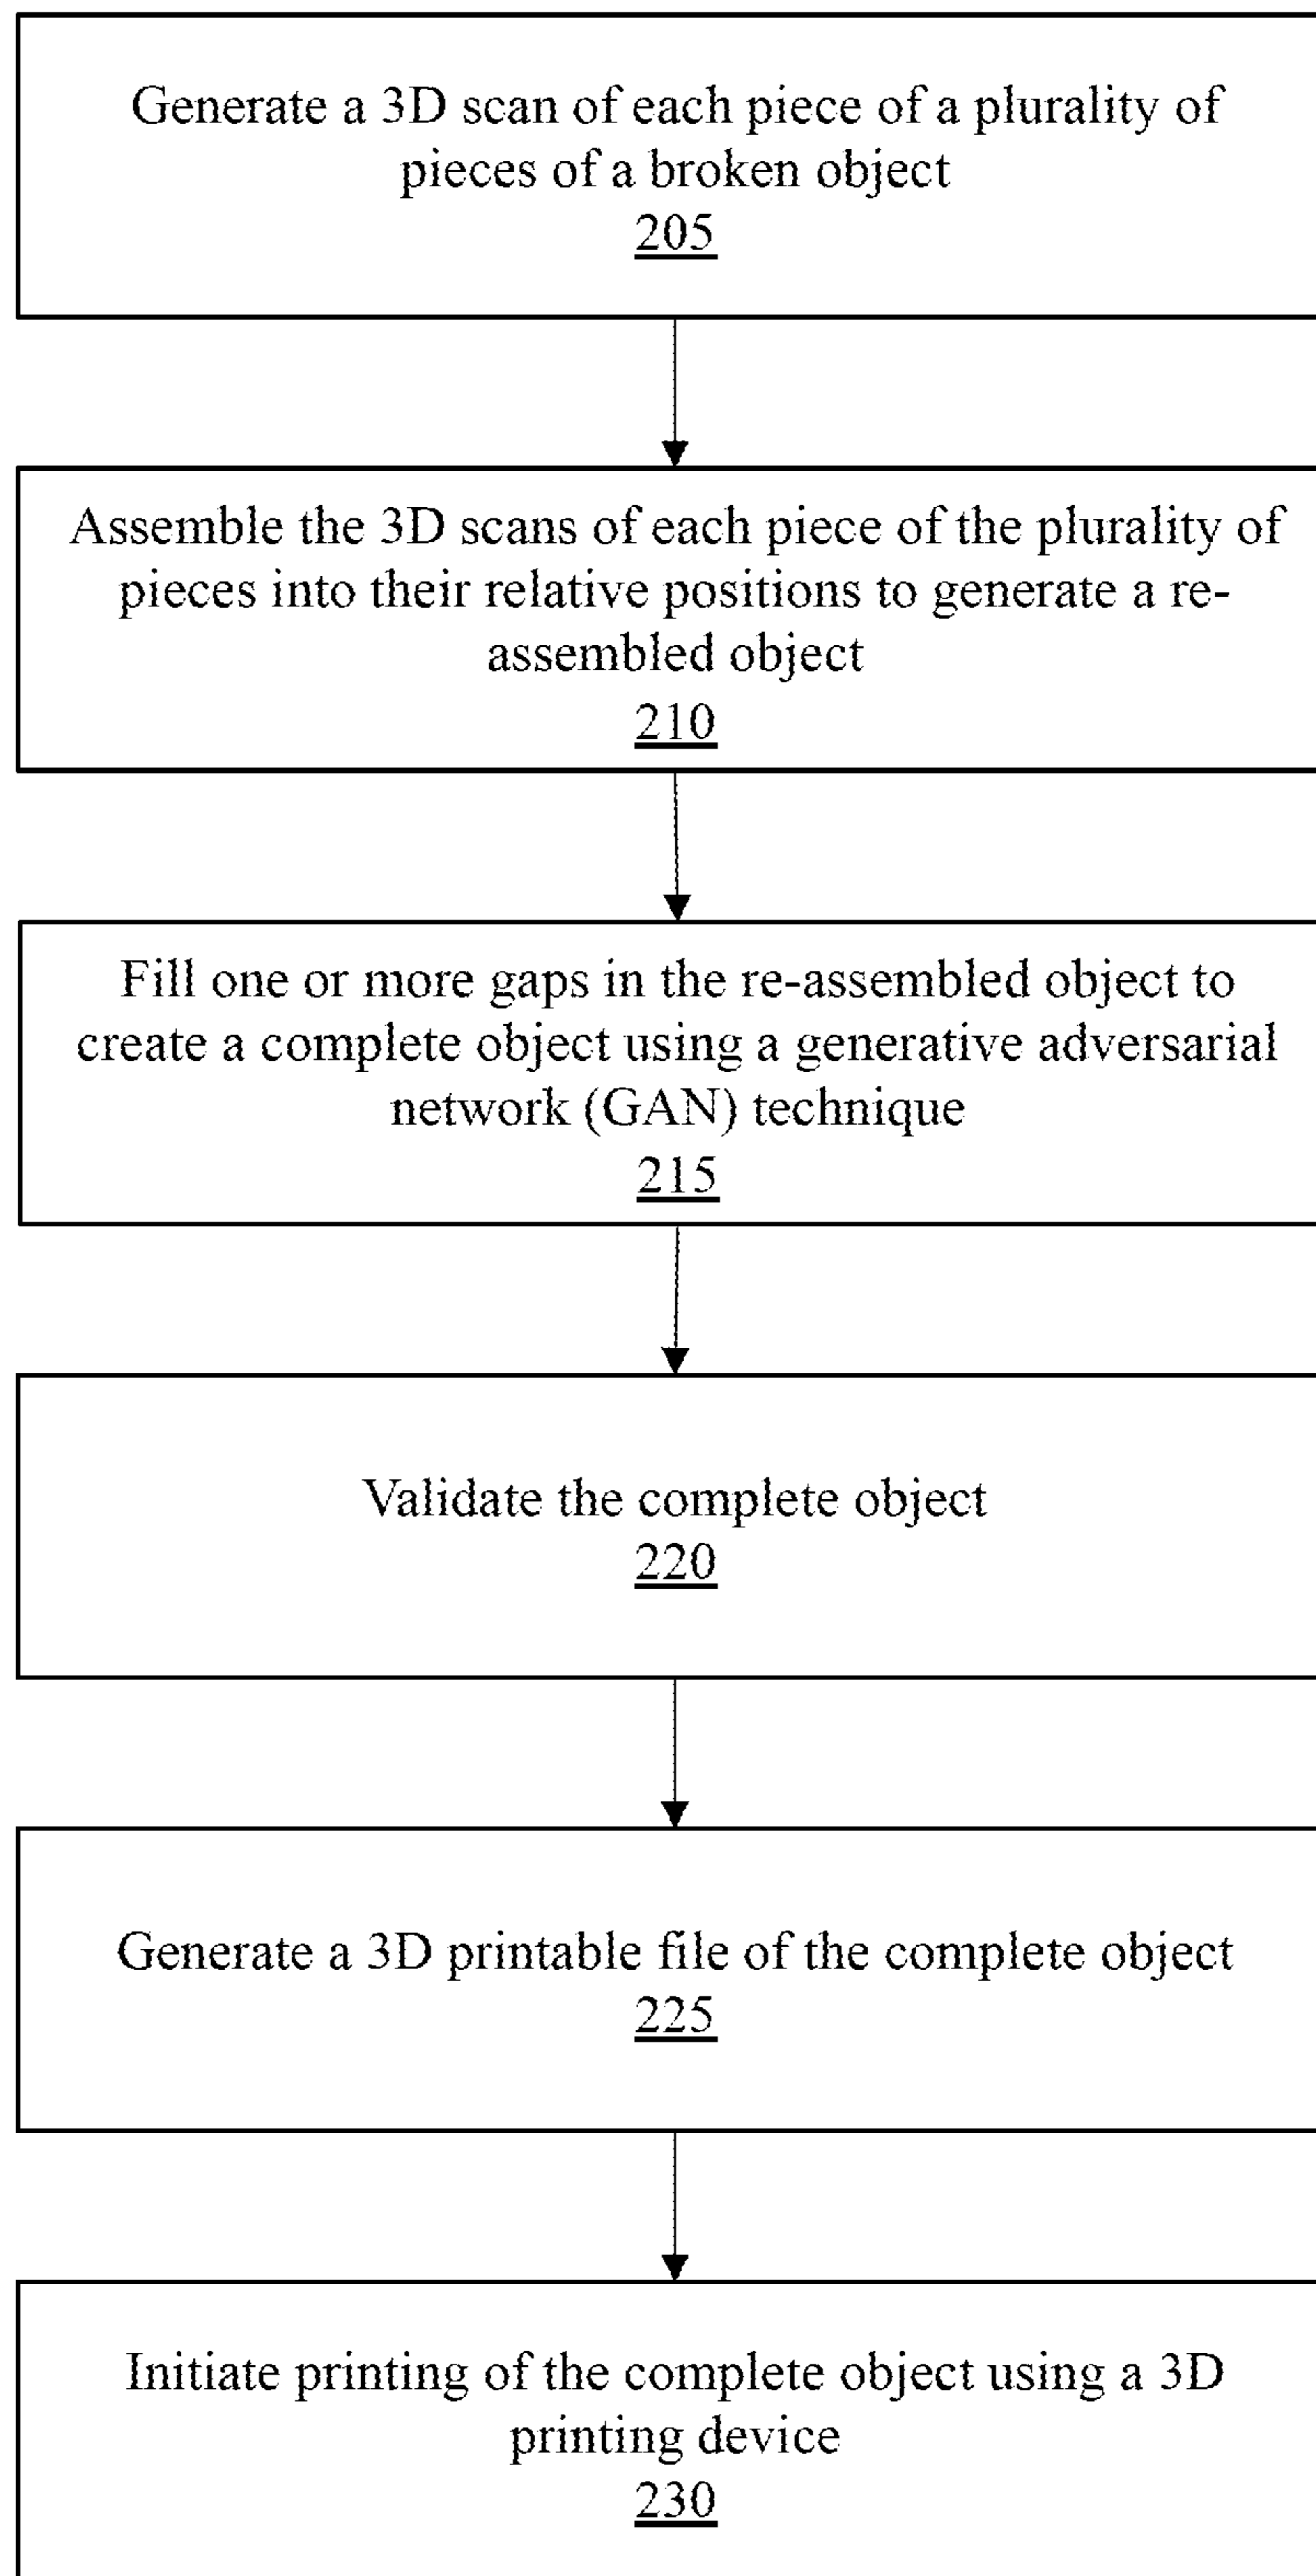 Generate a 3D scan of each piece of a plurality of
pieces of a broken object
205
Assemble the 3D scans of each piece of the plurality of
pieces into their relative positions to generate a re-
assembled object
210
Fill one or more gaps in the re-assembled object to
create a complete object using a generative adversarial
network (GAN) technique
215
Validate the complete object
220
Generate a 3D printable file of the complete object
225
Initiate printing of the complete object using a 3D
printing device
230